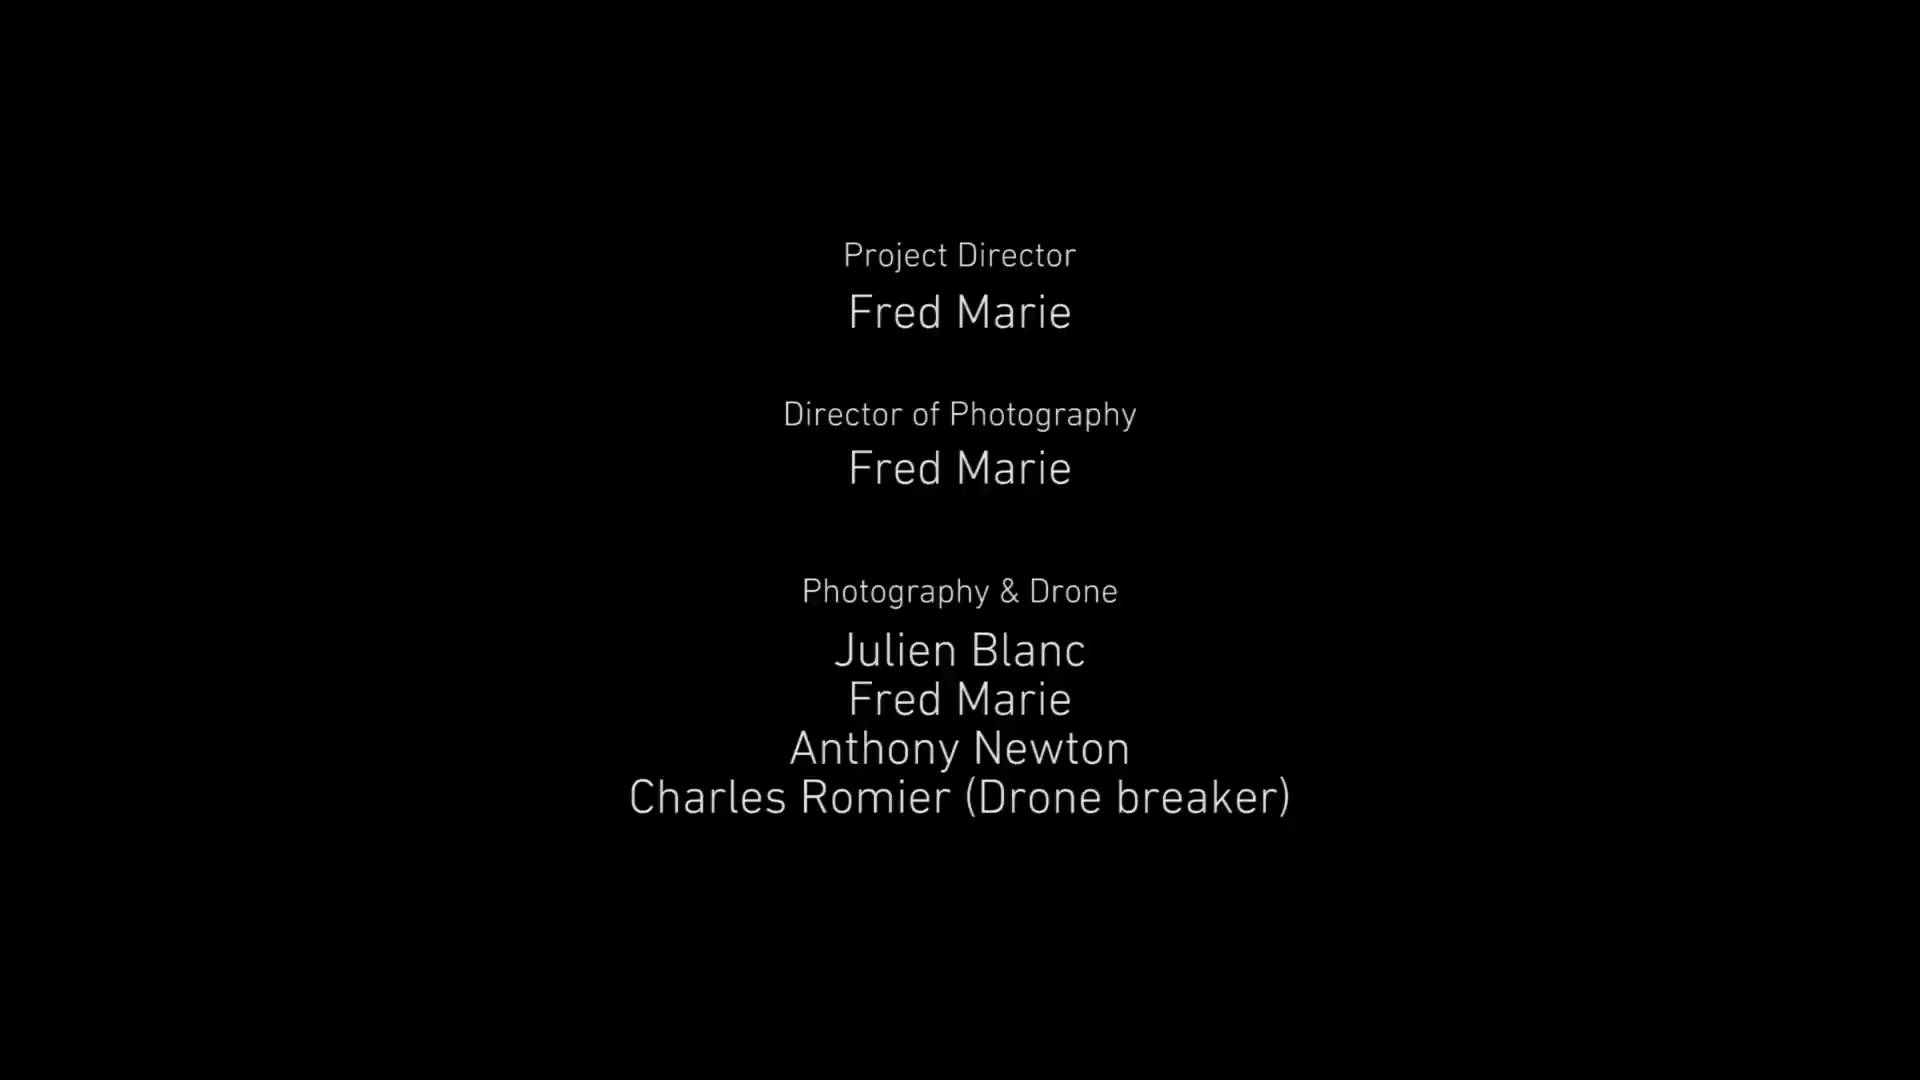 Project Director
Fred Marie
Director of Photography
Fred Marie
Photography & Drone
Julien Blanc
Fred Marie
Anthony Newton
Charles Romier (Drone breaker)